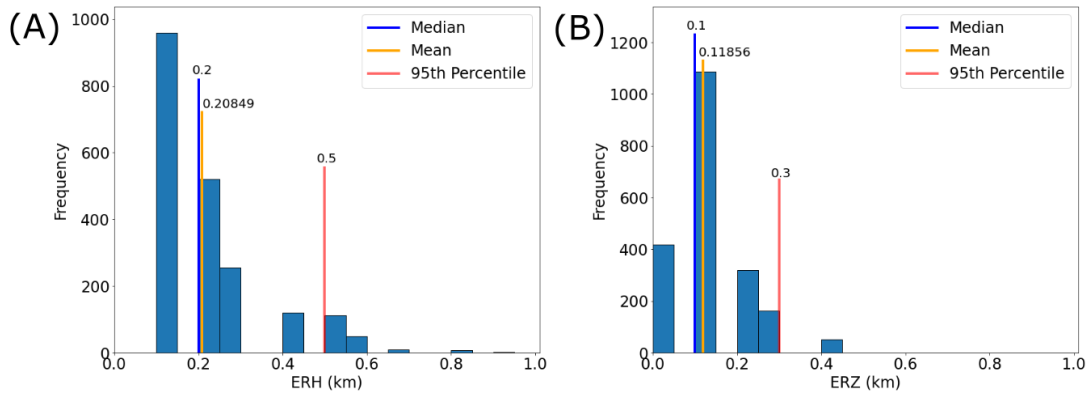 (A)
1000
800
600
400
200
0
Frequency
0.0 0.2 0.4 0.6 0.8 1.0
ERH (km)
0.2
0.20849
0.5
Median
Mean
95th Percentile
(B)
1200
1000
800
600
400
200
0
Frequency
0.0 0.2 0.4 0.6 0.8 1.0
ERZ (km)
0.1
0.11856
0.3
Median
Mean
95th Percentile